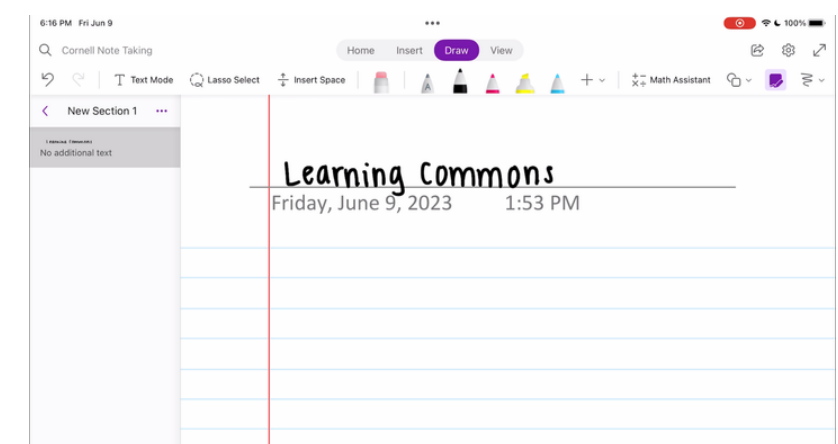 6:16 PM Fri Jun 9
100%
Cornell Note Taking
Home Insert Draw View
Text Mode Lasso Select Insert Space A Math Assistant
New Section 1
No additional text
Learning Commons
Friday, June 9, 2023 1:53 PM